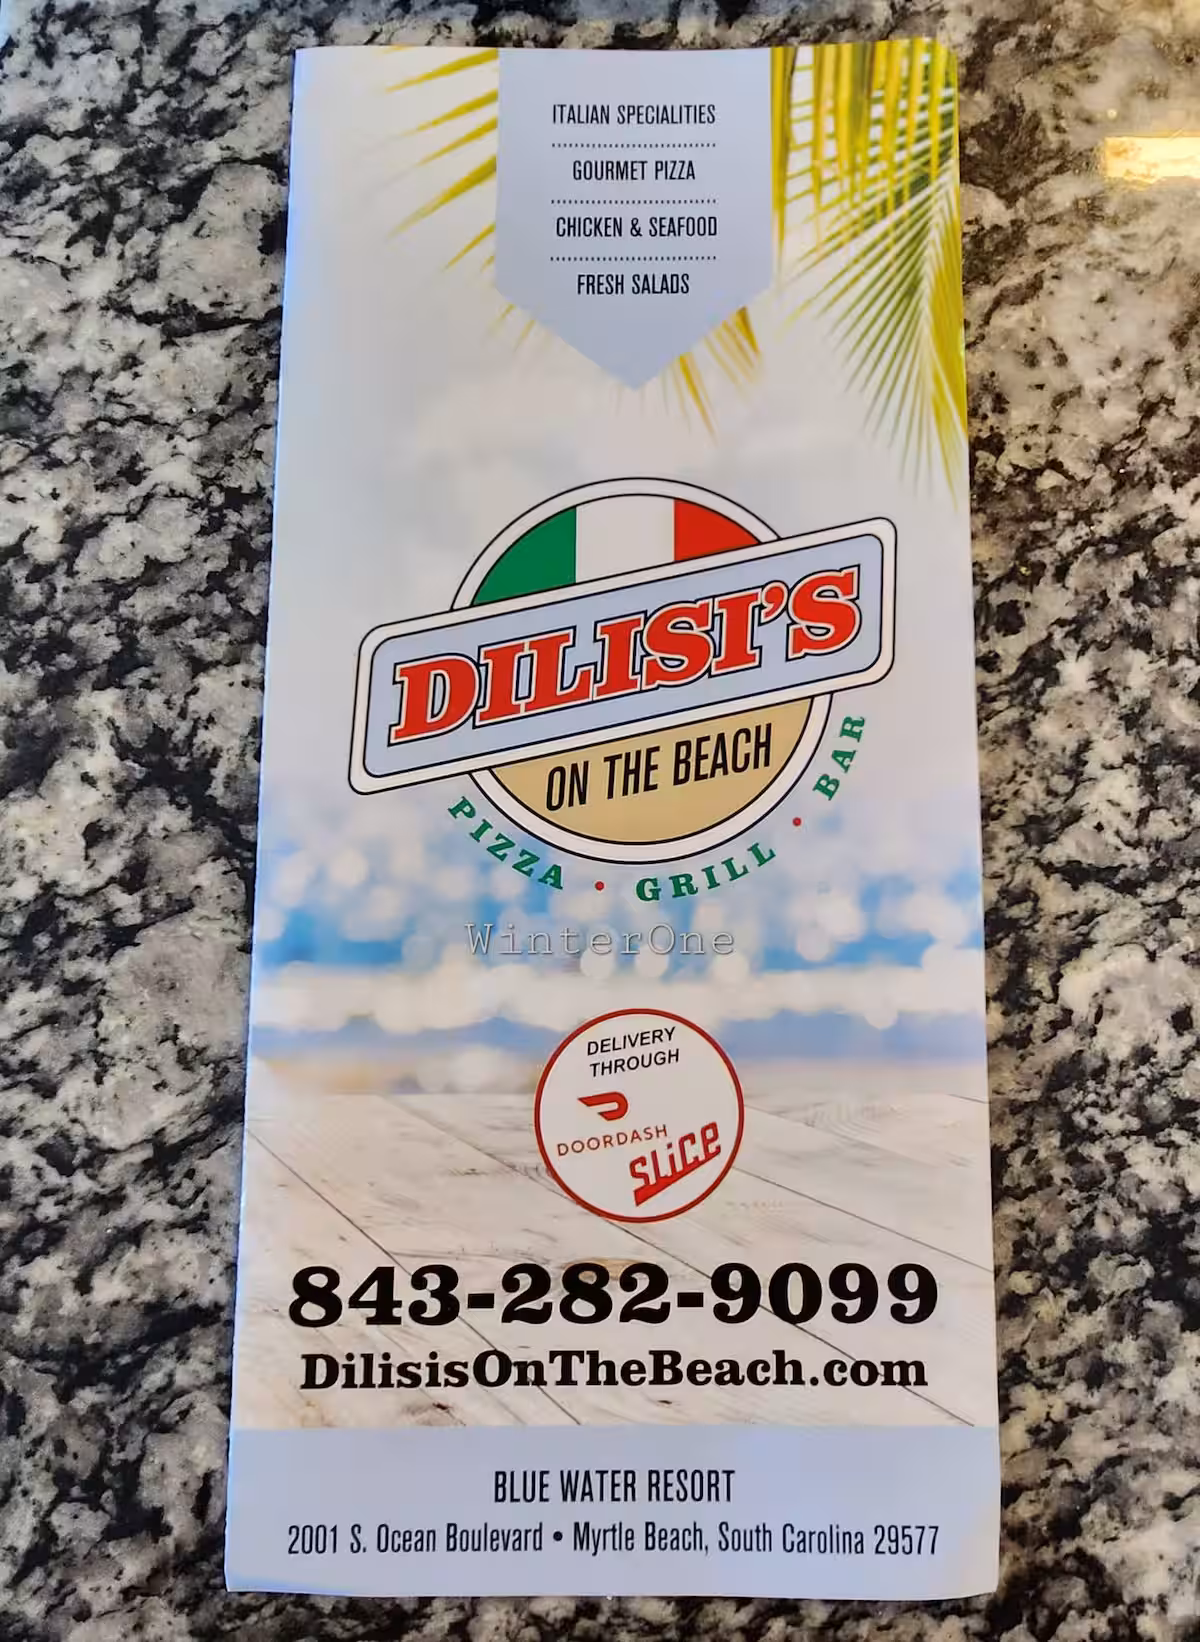 ITALIAN SPECIALITIES
GOURMET PIZZA
CHICKEN & SEAFOOD
FRESH SALADS
DILISI'S
ON THE BEACH
PIZZA • GRILL • BAR
WinterOne
DELIVERY
THROUGH
DOORDASH
SLiCE
843-282-9099
DilisisOnTheBeach.com
BLUE WATER RESORT
2001 S. Ocean Boulevard • Myrtle Beach, South Carolina 29577